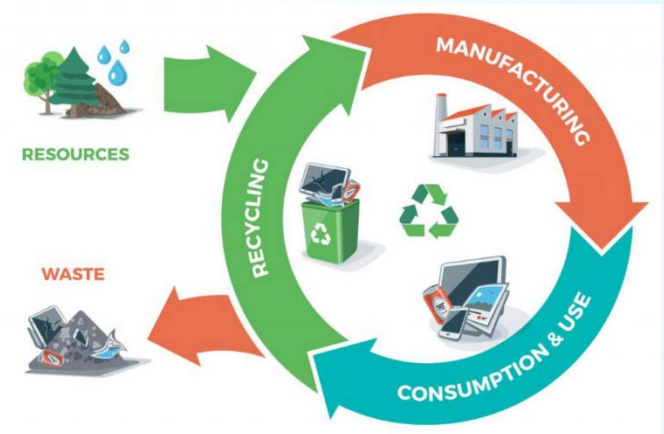 RESOURCES
MANUFACTURING
RECYCLING
WASTE
CONSUMPTION & USE